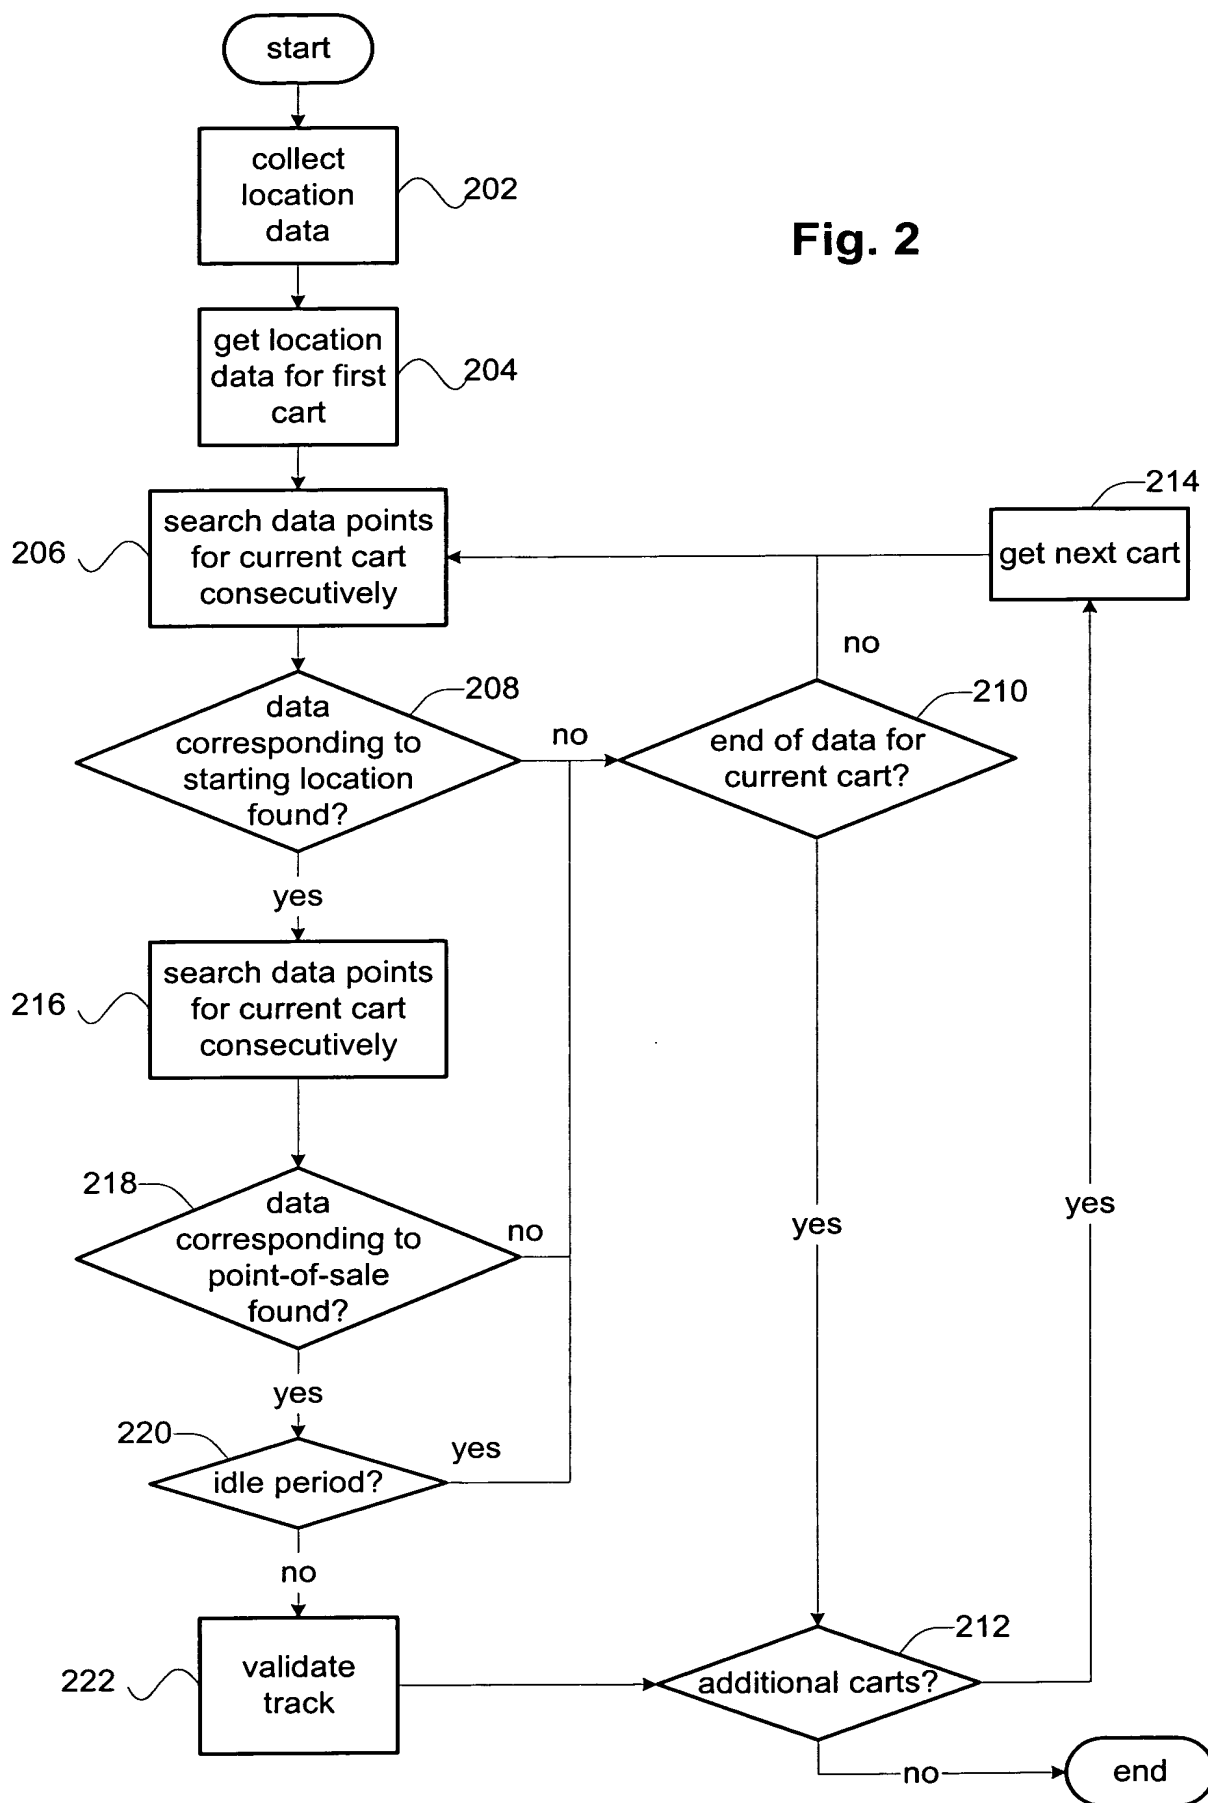 start
collect
location
data
202
Fig. 2
get location
data for first
cart
204
214
search data points
for current cart
consecutively
206
get next cart
no
data
corresponding to
starting location
found?
208
no
end of data for
current cart?
210
yes
search data points
for current cart
consecutively
216
data
corresponding to
point-of-sale
found?
218
no
yes
yes
yes
220
idle period?
yes
no
validate
track
222
additional carts?
212
no
end